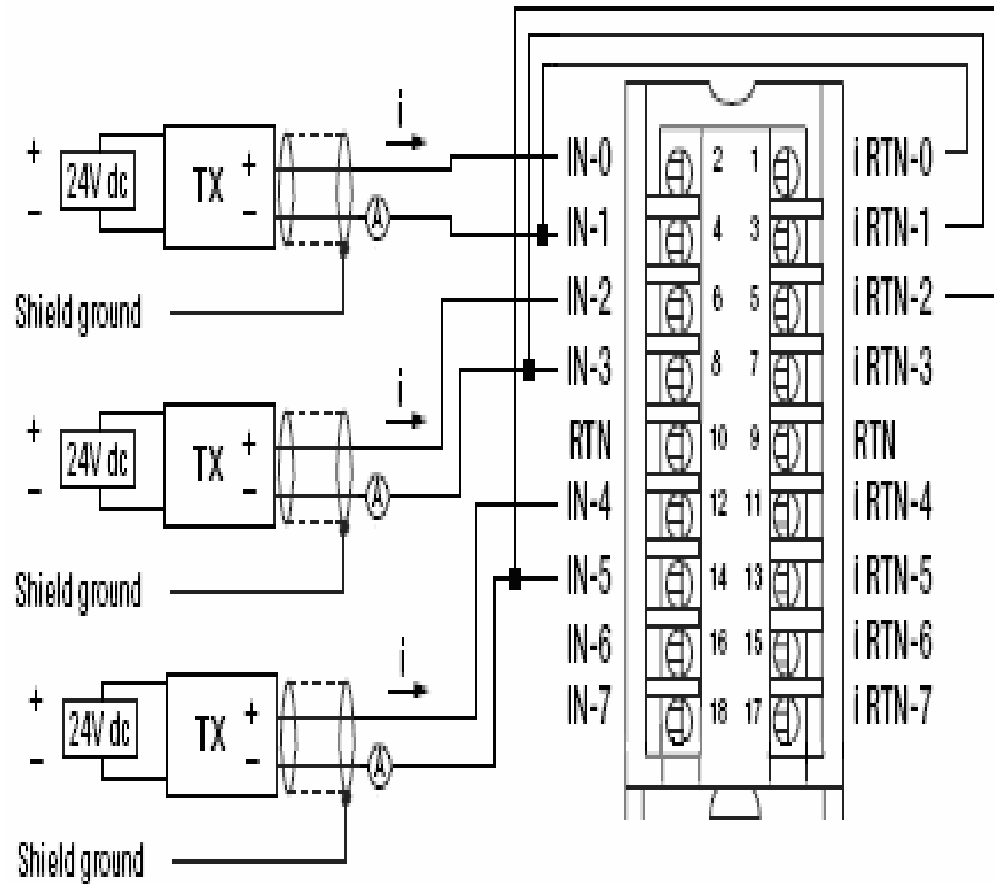 i
+ 24V dc − TX + − A
Shield ground
i
+ 24V dc − TX + − A
Shield ground
i
+ 24V dc − TX + − A
Shield ground
IN-0 2 1 i RTN-0
IN-1 4 3 i RTN-1
IN-2 6 5 i RTN-2
IN-3 8 7 i RTN-3
RTN 10 9 RTN
IN-4 12 11 i RTN-4
IN-5 14 13 i RTN-5
IN-6 16 15 i RTN-6
IN-7 18 17 i RTN-7